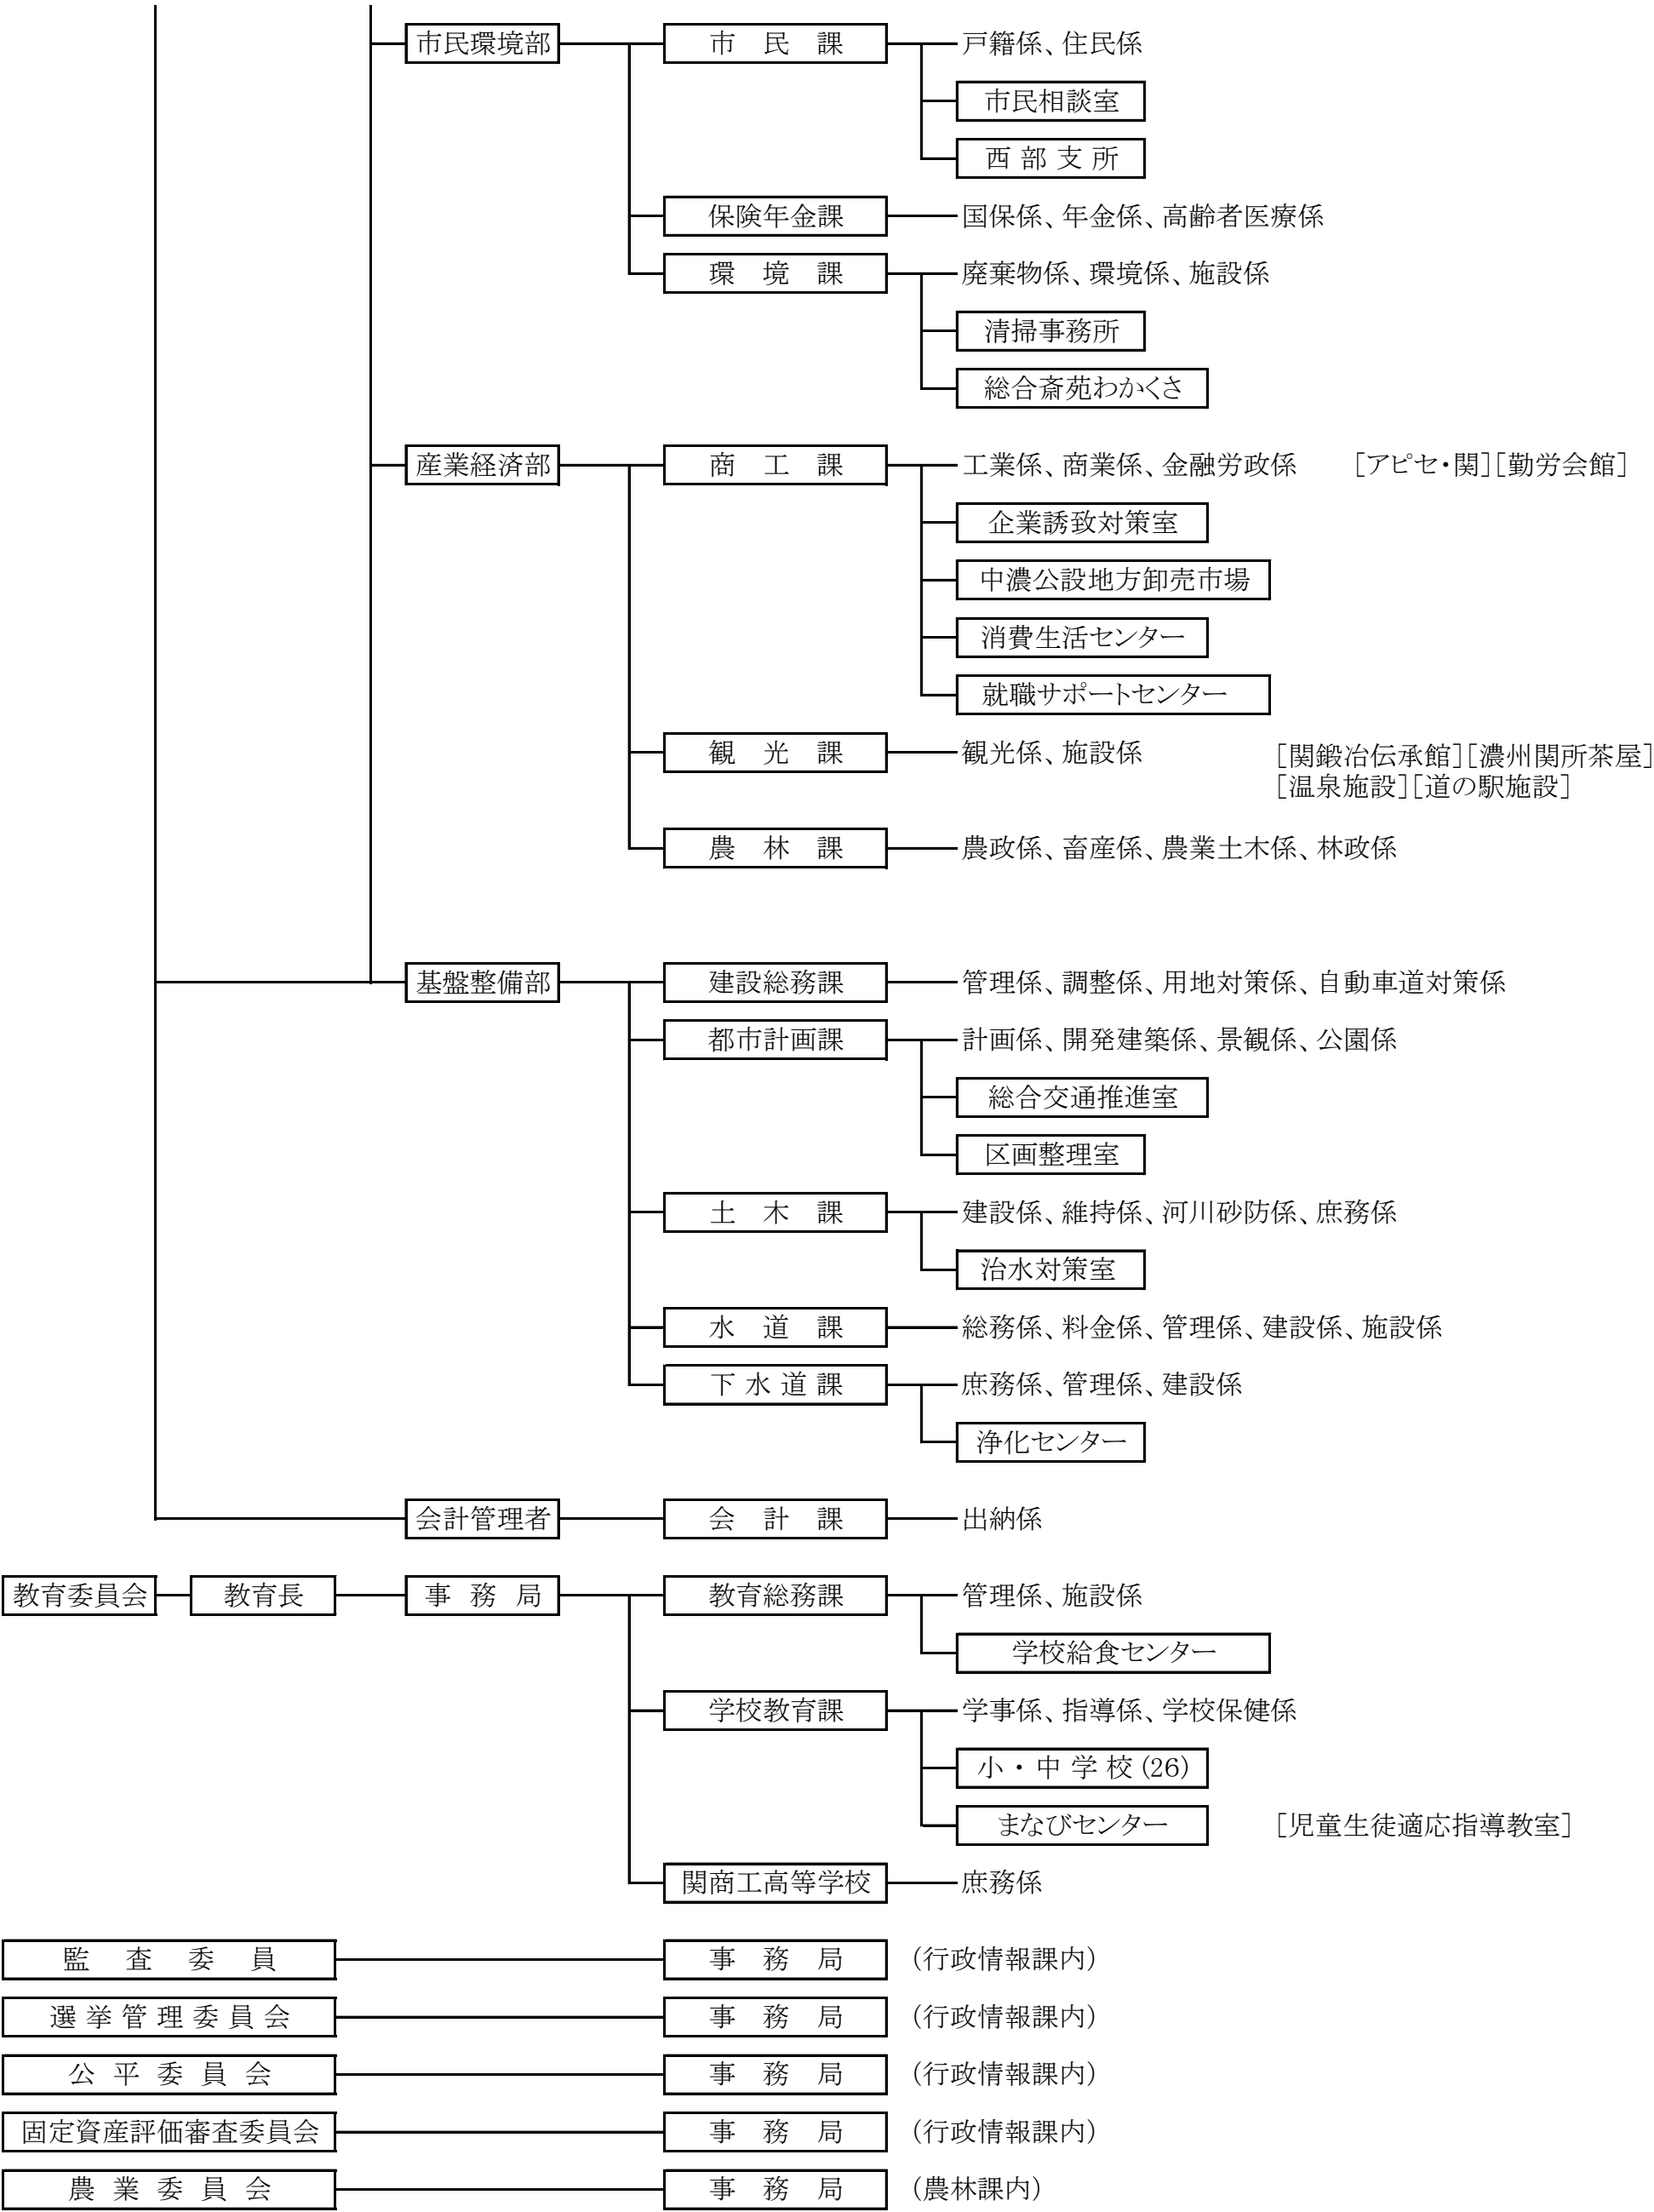 市民環境部 市民課 戸籍係、住民係
市民相談室
西部支所
保険年金課 国保係、年金係、高齢者医療係
環境課 廃棄物係、環境係、施設係
清掃事務所
総合斎苑わかくさ
産業経済部 商工課 工業係、商業係、金融労政係 [アピセ・関][勤労会館]
企業誘致対策室
中濃公設地方卸売市場
消費生活センター
就職サポートセンター
観光課 観光係、施設係 [関鍛冶伝承館][濃州関所茶屋]
[温泉施設][道の駅施設]
農林課 農政係、畜産係、農業土木係、林政係
基盤整備部 建設総務課 管理係、調整係、用地対策係、自動車道対策係
都市計画課 計画係、開発建築係、景観係、公園係
総合交通推進室
区画整理室
土木課 建設係、維持係、河川砂防係、庶務係
治水対策室
水道課 総務係、料金係、管理係、建設係、施設係
下水道課 庶務係、管理係、建設係
浄化センター
会計管理者 会計課 出納係
教育委員会 教育長 事務局 教育総務課 管理係、施設係
学校給食センター
学校教育課 学事係、指導係、学校保健係
小・中学校(26)
まなびセンター [児童生徒適応指導教室]
関商工高等学校 庶務係
監査委員 事務局 (行政情報課内)
選挙管理委員会 事務局 (行政情報課内)
公平委員会 事務局 (行政情報課内)
固定資産評価審査委員会 事務局 (行政情報課内)
農業委員会 事務局 (農林課内)